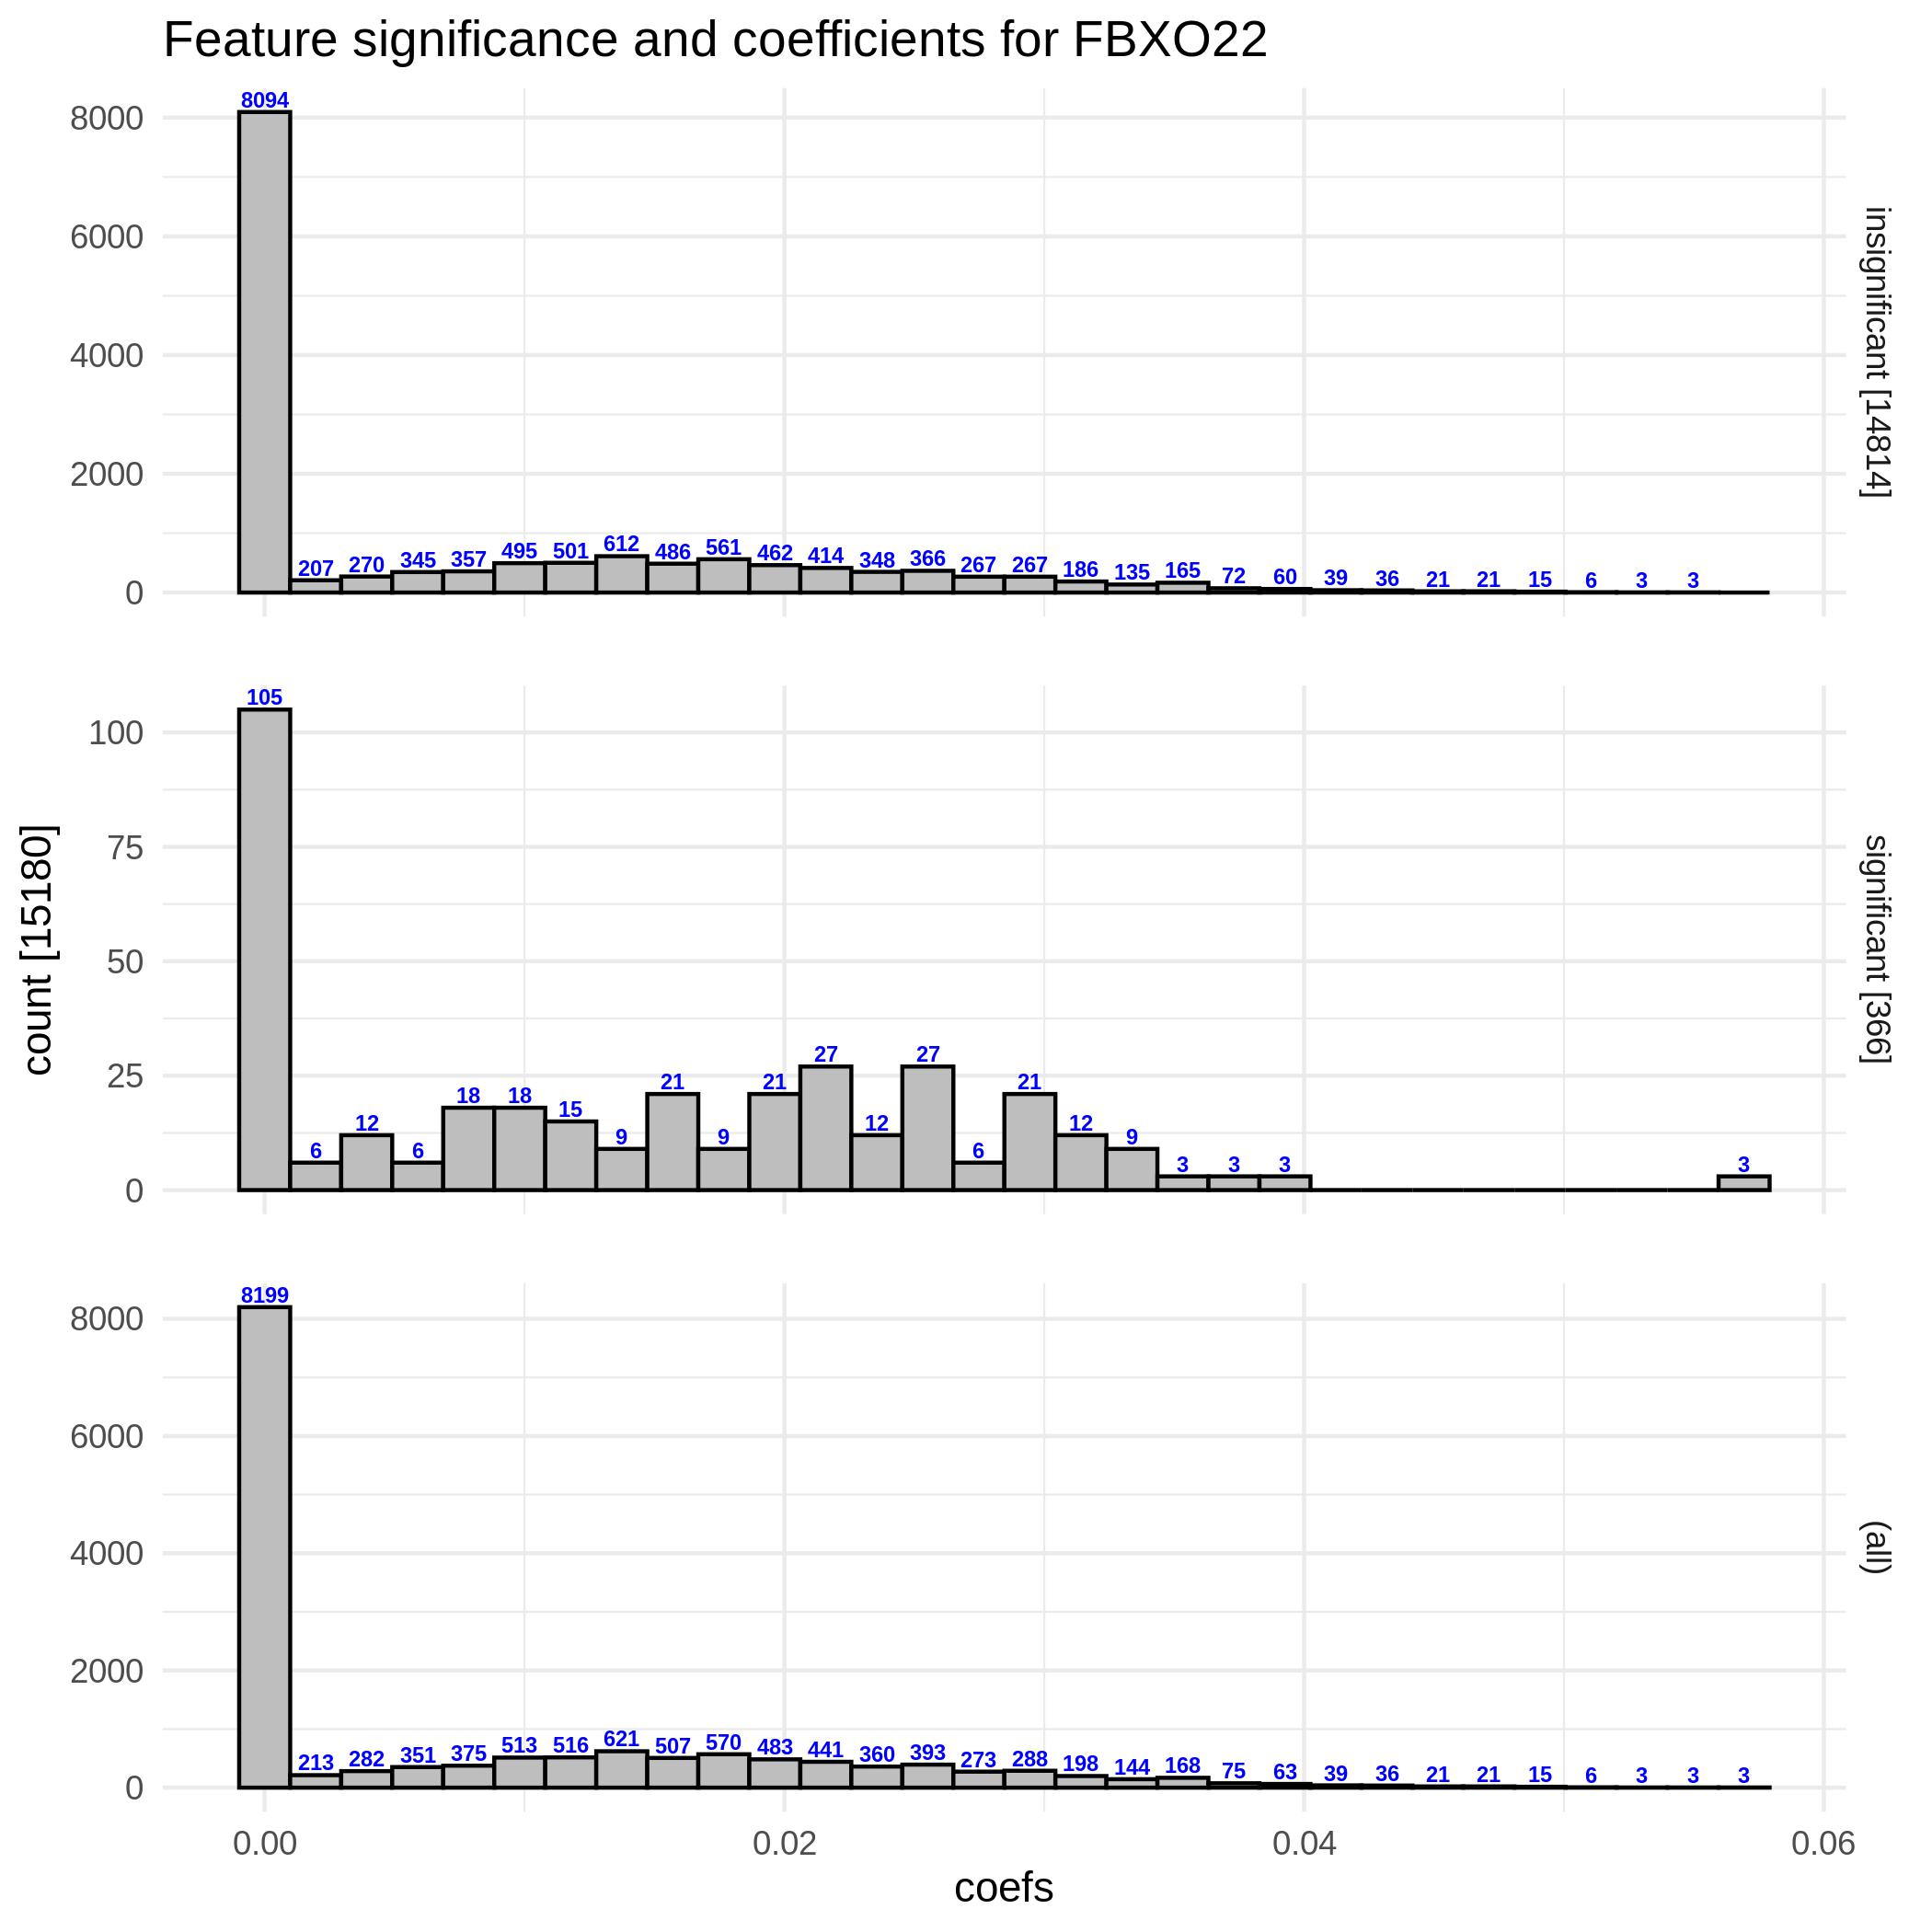 Feature significance and coefficients for FBXO22
8094
8000
6000
4000
2000
0
207 270 345 357 495 501 612 486 561 462 414 348 366 267 267 186 135 165 72 60 39 36 21 21 15 6 3 3
insignificant [14814]
105
100
75
50
25
0
6 12 6 18 18 15 9 21 9 21 27 12 27 6 21 12 9 3 3 3 3
significant [366]
count [15180]
8199
8000
6000
4000
2000
0
213 282 351 375 513 516 621 507 570 483 441 360 393 273 288 198 144 168 75 63 39 36 21 21 15 6 3 3 3
(all)
0.00 0.02 0.04 0.06
coefs